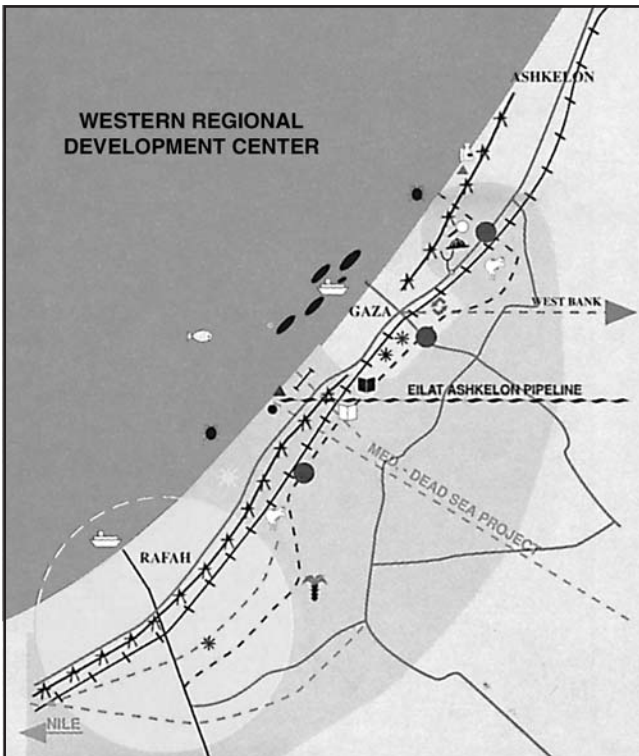 ASHKELON
WESTERN REGIONAL
DEVELOPMENT CENTER
GAZA
WEST BANK
EILAT ASHKELON PIPELINE
MED. - DEAD SEA PROJECT
RAFAH
NILE